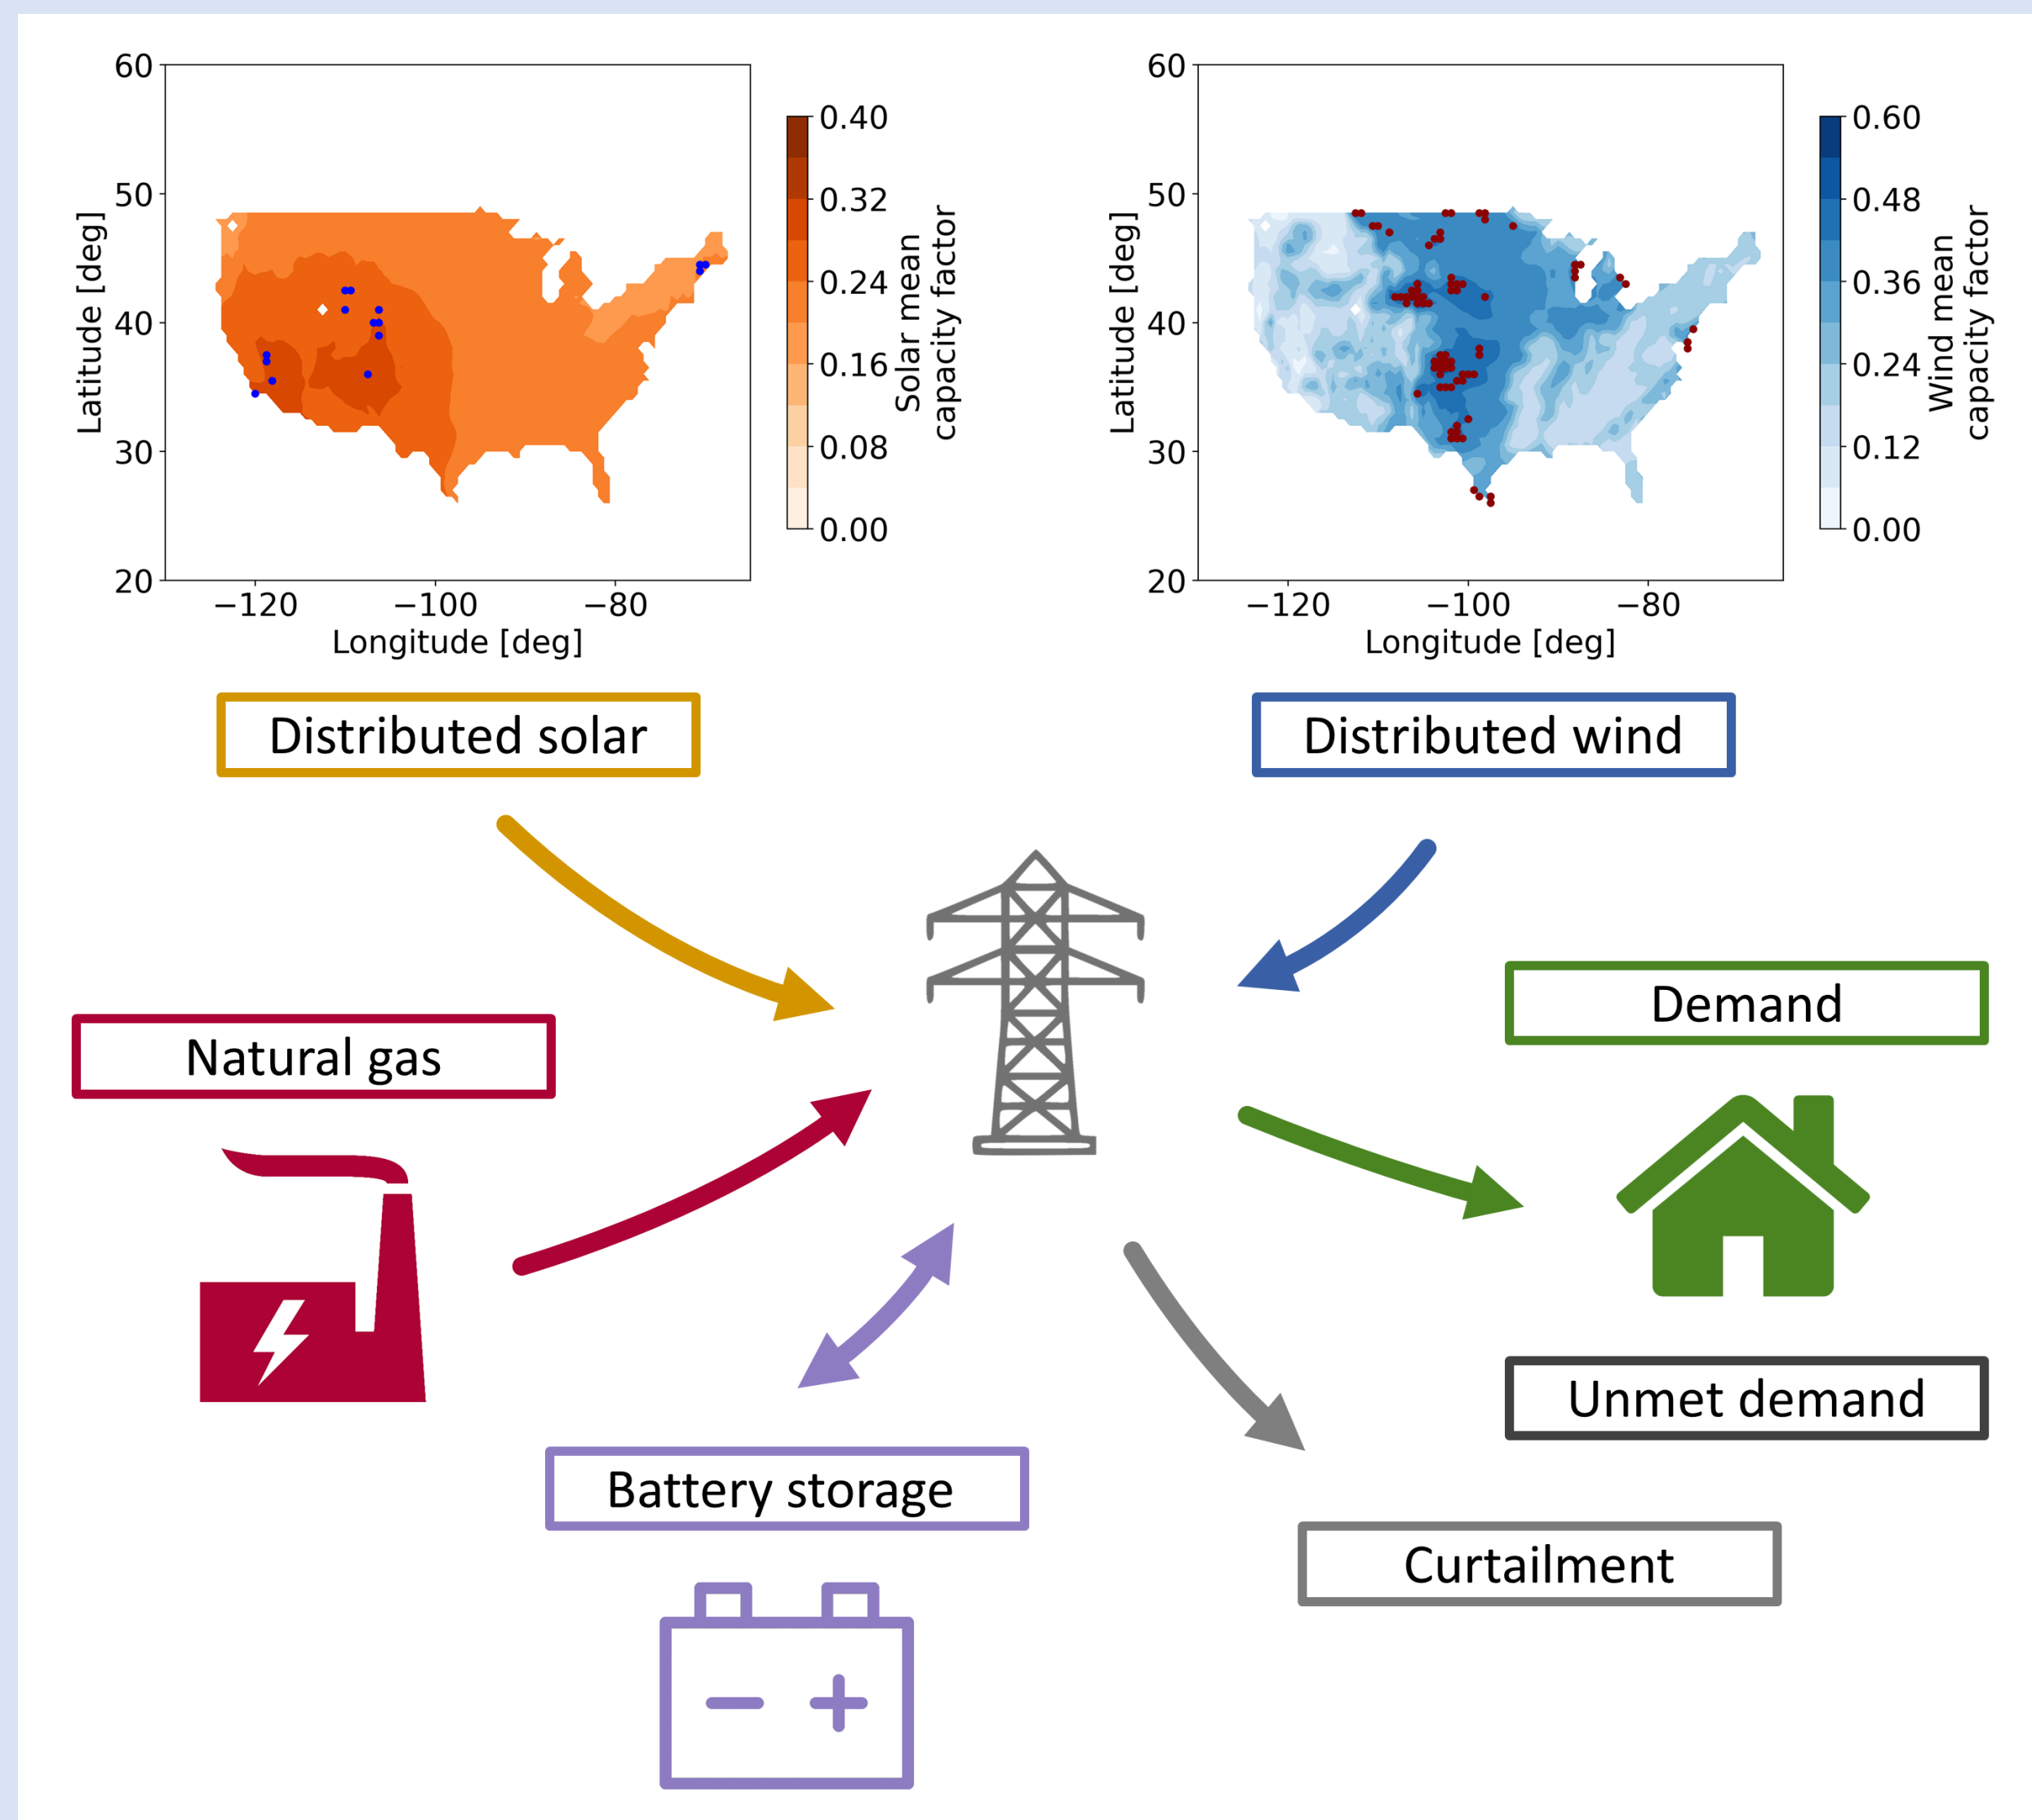 60
50
40
30
20
−120
−100
−80
Latitude [deg]
Longitude [deg]
0.40
0.32
0.24
0.16
0.08
0.00
Solar mean
capacity factor
60
50
40
30
20
−120
−100
−80
Latitude [deg]
Longitude [deg]
0.60
0.48
0.36
0.24
0.12
0.00
Wind mean
capacity factor
Distributed solar
Distributed wind
Demand
Natural gas
Unmet demand
Battery storage
Curtailment